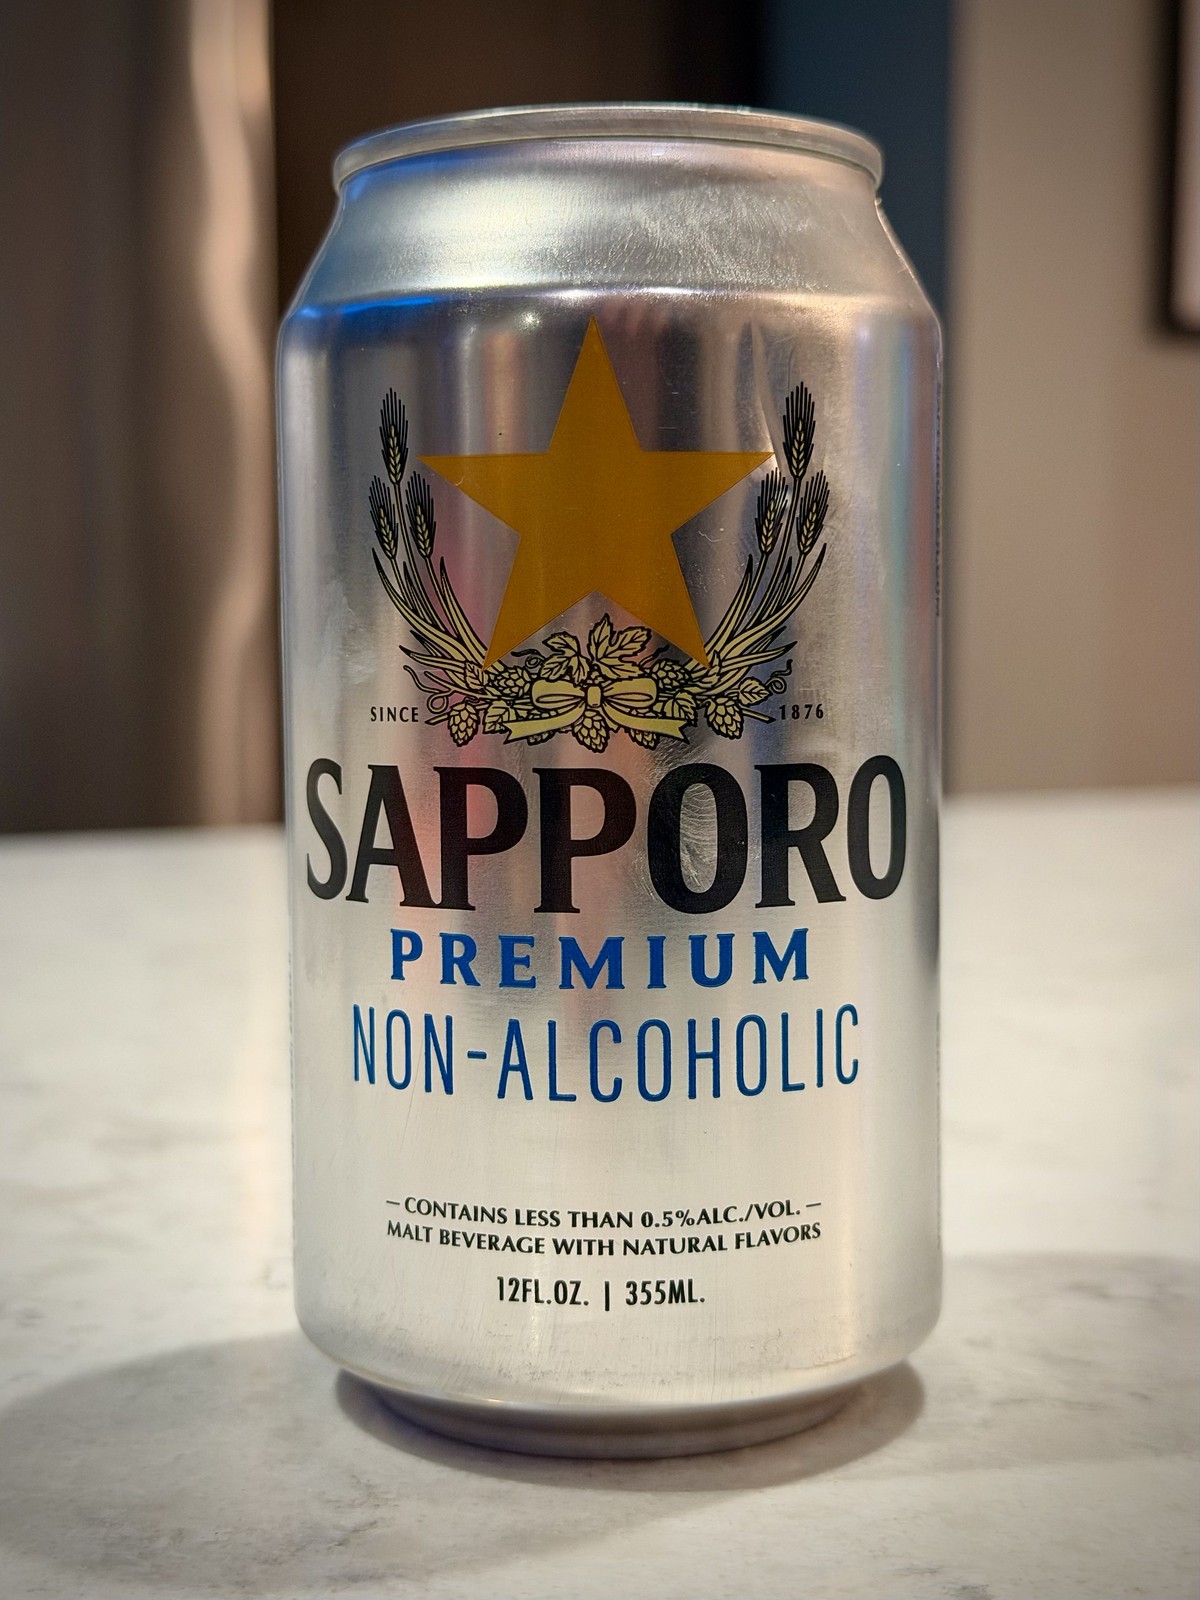 SINCE 1876
SAPPORO
PREMIUM
NON-ALCOHOLIC
— CONTAINS LESS THAN 0.5% ALC./VOL. —
MALT BEVERAGE WITH NATURAL FLAVORS
12FL.OZ. | 355ML.